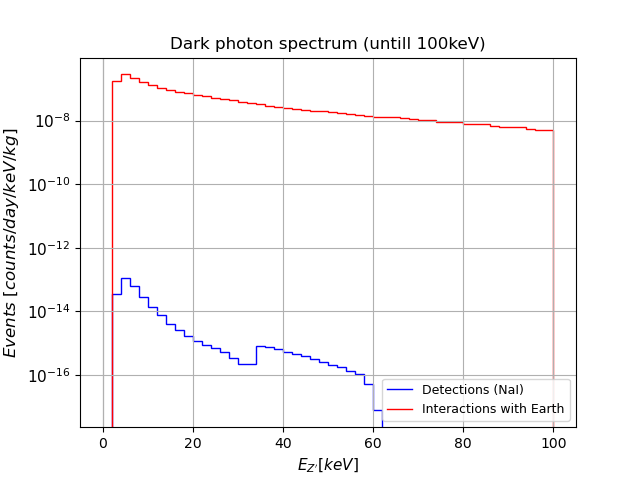 Dark photon spectrum (untill 100keV)
Events [counts/day/keV/kg]
10⁻⁸
10⁻¹⁰
10⁻¹²
10⁻¹⁴
10⁻¹⁶
Detections (NaI)
Interactions with Earth
0 20 40 60 80 100
E_Z′[keV]